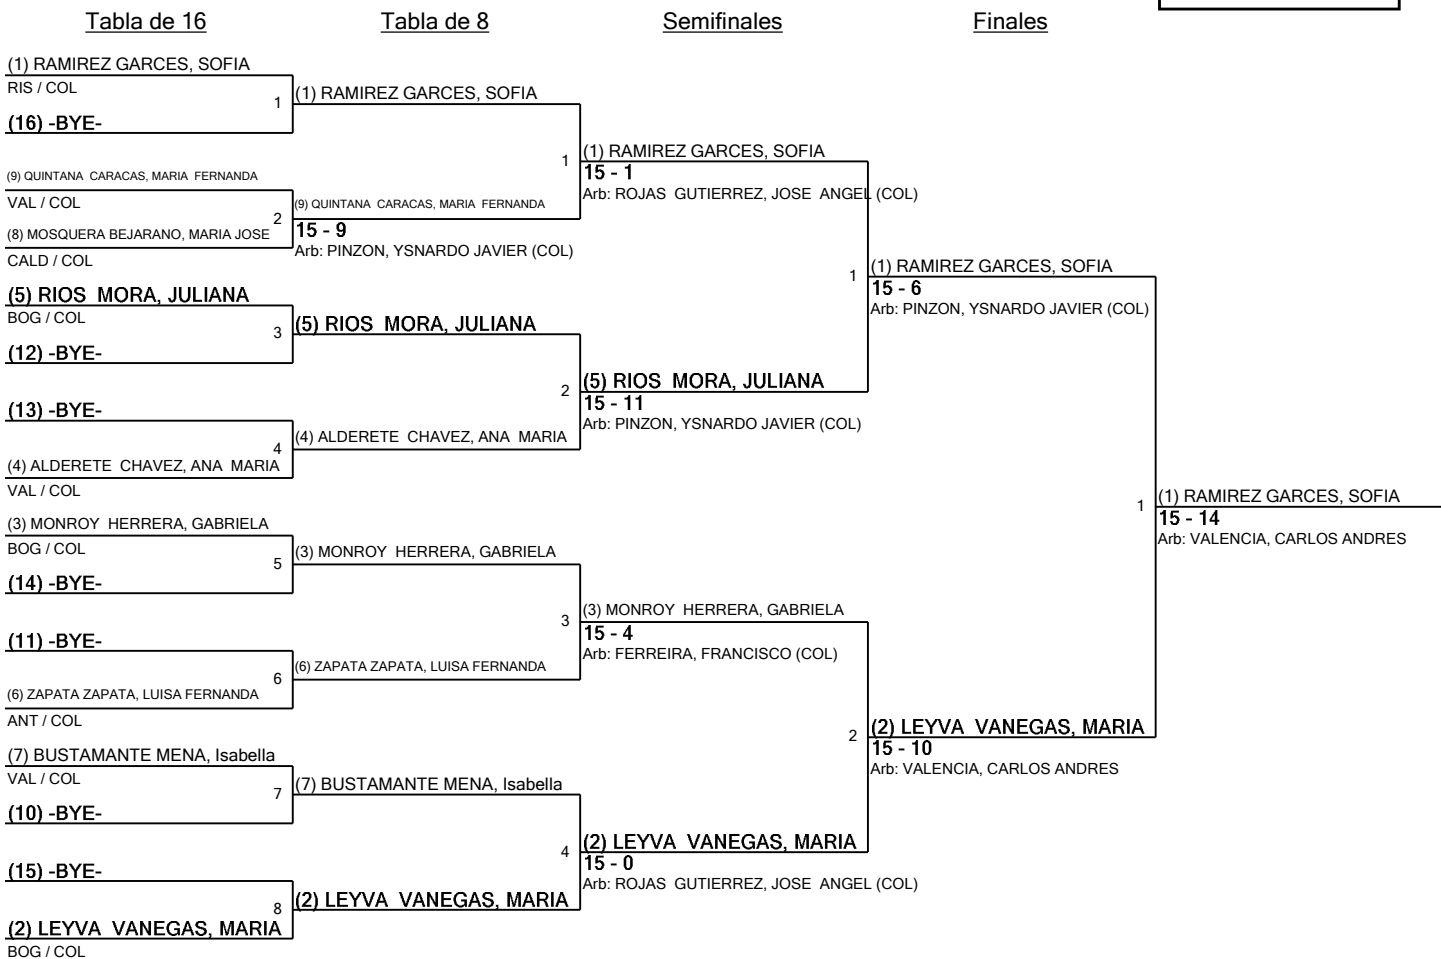 Tabla de 16
Tabla de 8
Semifinales
Finales
(1) RAMIREZ GARCES, SOFIA
RIS / COL
1
(16) -BYE-
(9) QUINTANA CARACAS, MARIA FERNANDA
VAL / COL
2
(8) MOSQUERA BEJARANO, MARIA JOSE
CALD / COL
(5) RIOS MORA, JULIANA
BOG / COL
3
(12) -BYE-
(13) -BYE-
4
(4) ALDERETE CHAVEZ, ANA MARIA
VAL / COL
(3) MONROY HERRERA, GABRIELA
BOG / COL
5
(14) -BYE-
(11) -BYE-
6
(6) ZAPATA ZAPATA, LUISA FERNANDA
ANT / COL
(7) BUSTAMANTE MENA, Isabella
VAL / COL
7
(10) -BYE-
(15) -BYE-
8
(2) LEYVA VANEGAS, MARIA
BOG / COL
(1) RAMIREZ GARCES, SOFIA
1
(9) QUINTANA CARACAS, MARIA FERNANDA
15 - 9
Arb: PINZON, YSNARDO JAVIER (COL)
(5) RIOS MORA, JULIANA
2
(4) ALDERETE CHAVEZ, ANA MARIA
(3) MONROY HERRERA, GABRIELA
3
(6) ZAPATA ZAPATA, LUISA FERNANDA
(7) BUSTAMANTE MENA, Isabella
4
(2) LEYVA VANEGAS, MARIA
(1) RAMIREZ GARCES, SOFIA
15 - 1
Arb: ROJAS GUTIERREZ, JOSE ANGEL (COL)
1
(5) RIOS MORA, JULIANA
15 - 11
Arb: PINZON, YSNARDO JAVIER (COL)
(3) MONROY HERRERA, GABRIELA
15 - 4
Arb: FERREIRA, FRANCISCO (COL)
2
(2) LEYVA VANEGAS, MARIA
15 - 0
Arb: ROJAS GUTIERREZ, JOSE ANGEL (COL)
(1) RAMIREZ GARCES, SOFIA
15 - 6
Arb: PINZON, YSNARDO JAVIER (COL)
1
(2) LEYVA VANEGAS, MARIA
15 - 10
Arb: VALENCIA, CARLOS ANDRES
(1) RAMIREZ GARCES, SOFIA
15 - 14
Arb: VALENCIA, CARLOS ANDRES